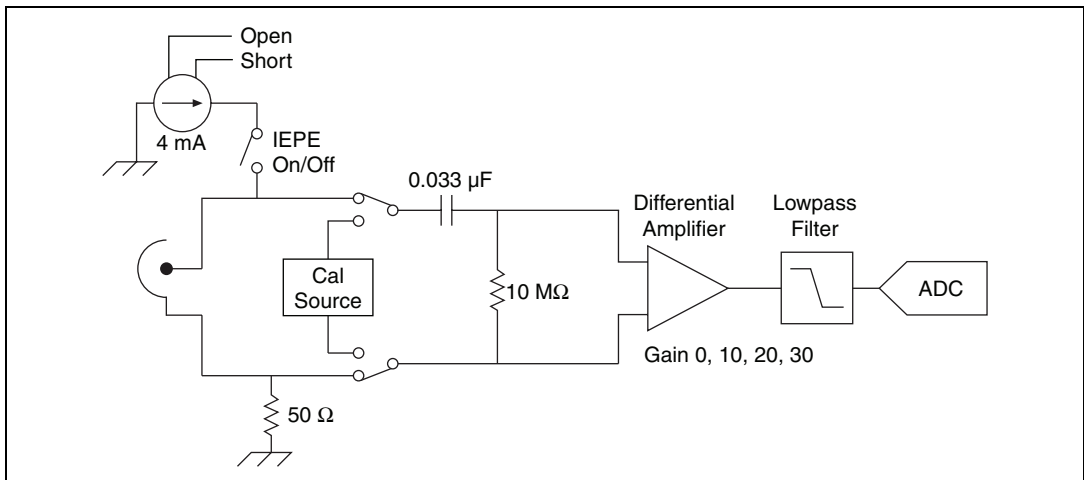 Open
Short
4 mA
IEPE
On/Off
0.033 µF
Differential
Amplifier
Lowpass
Filter
Cal
Source
10 MΩ
ADC
Gain 0, 10, 20, 30
50 Ω